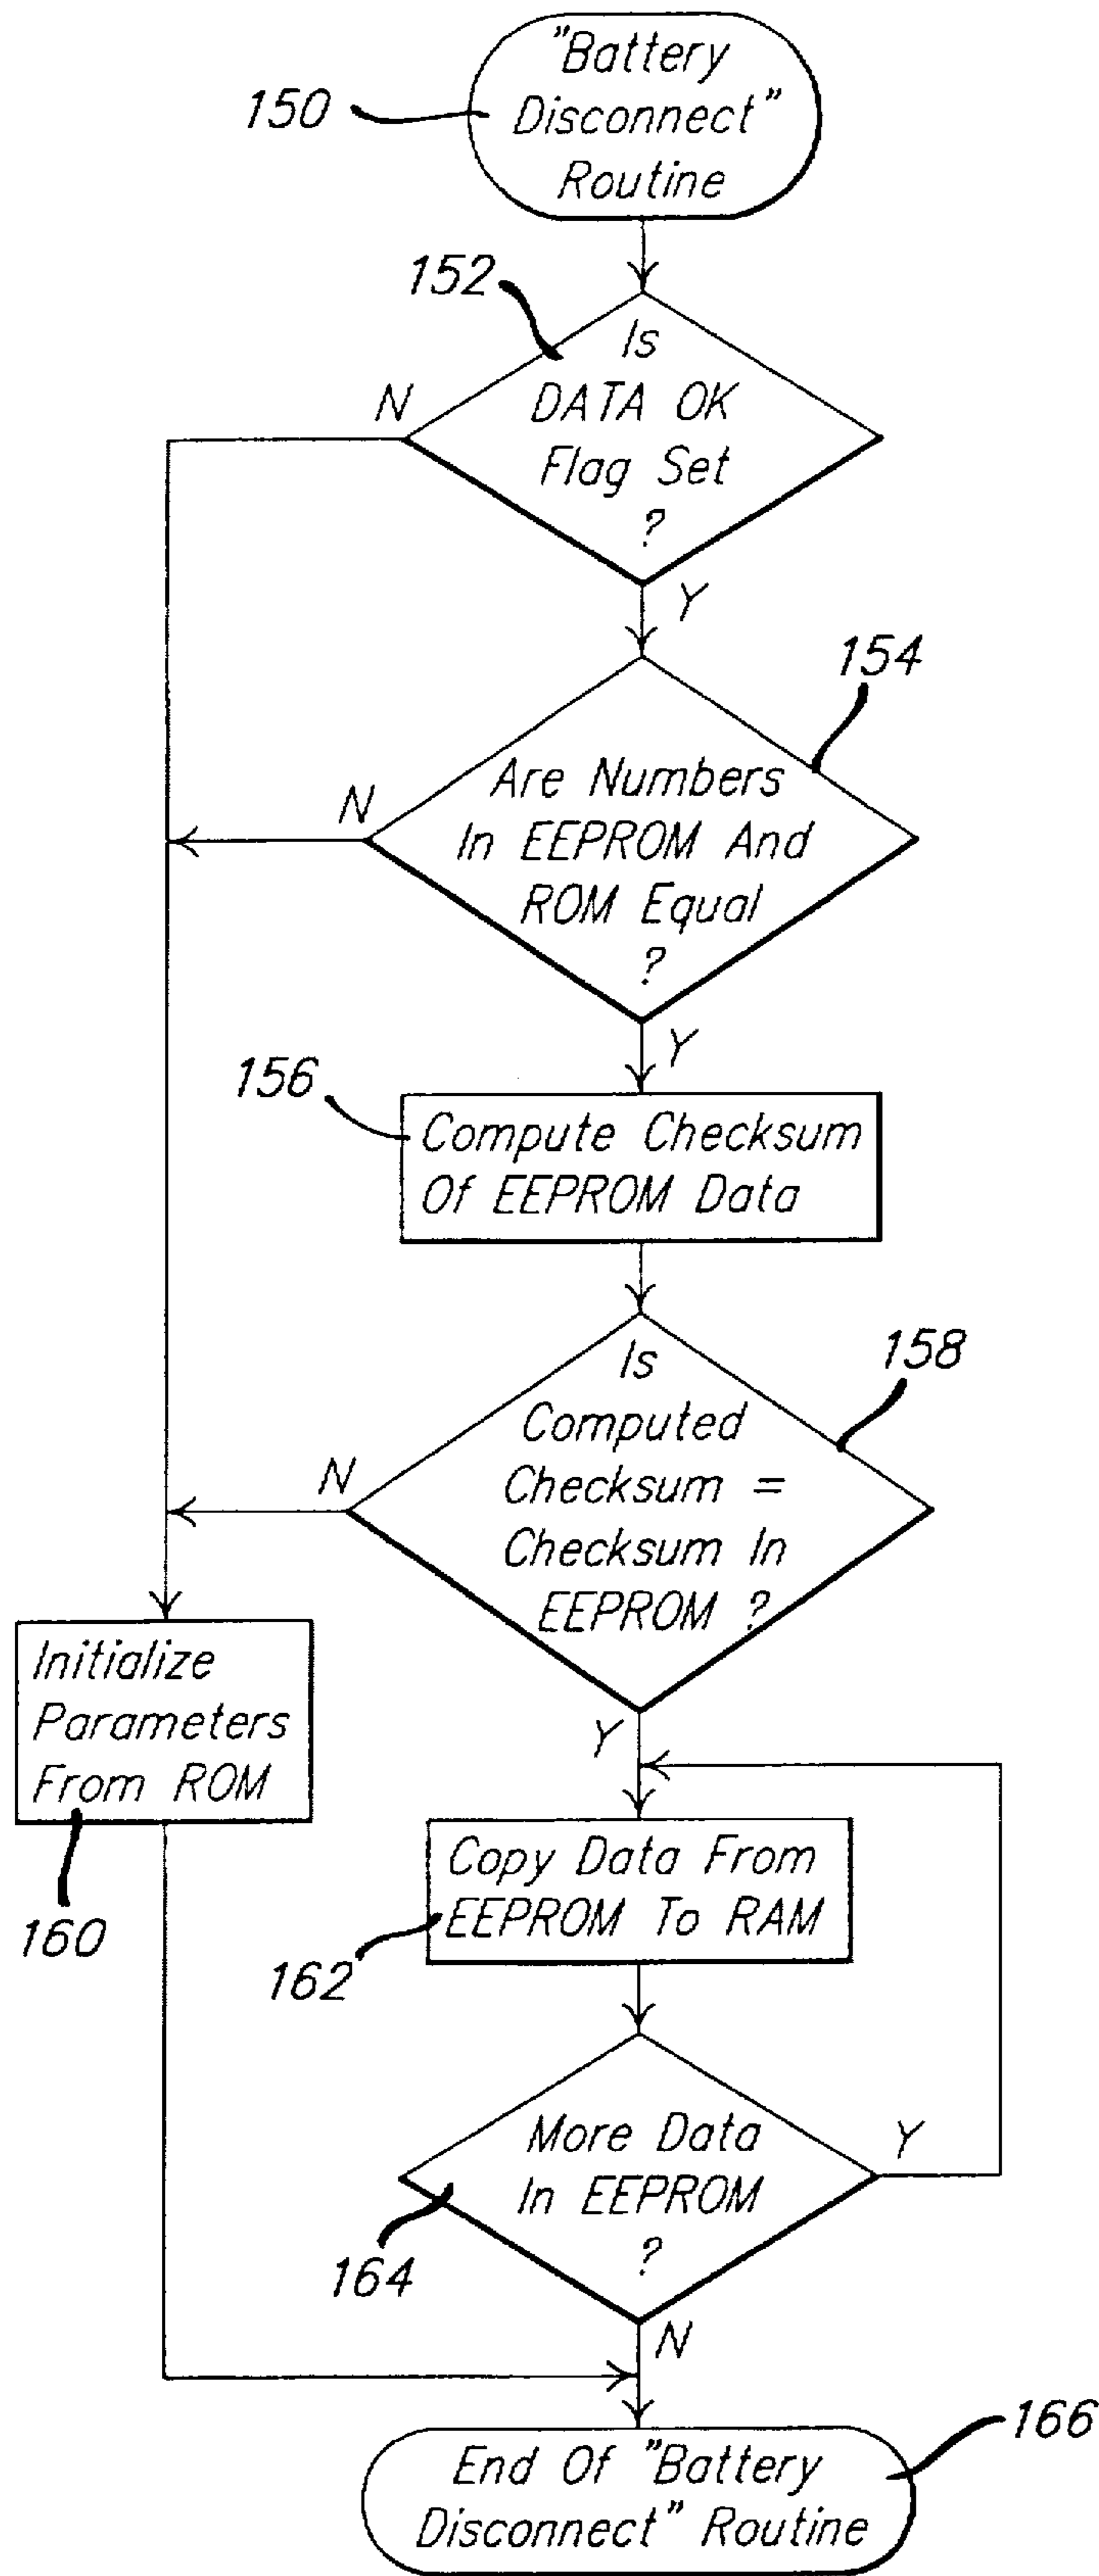 "Battery
Disconnect"
Routine
150
152
Is
DATA OK
Flag Set
?
N
Y
154
Are Numbers
In EEPROM And
ROM Equal
?
N
Y
156
Compute Checksum
Of EEPROM Data
158
Is
Computed
Checksum =
Checksum In
EEPROM ?
N
Y
Initialize
Parameters
From ROM
160
Copy Data From
EEPROM To RAM
162
More Data
In EEPROM
?
Y
164
N
166
End Of "Battery
Disconnect" Routine